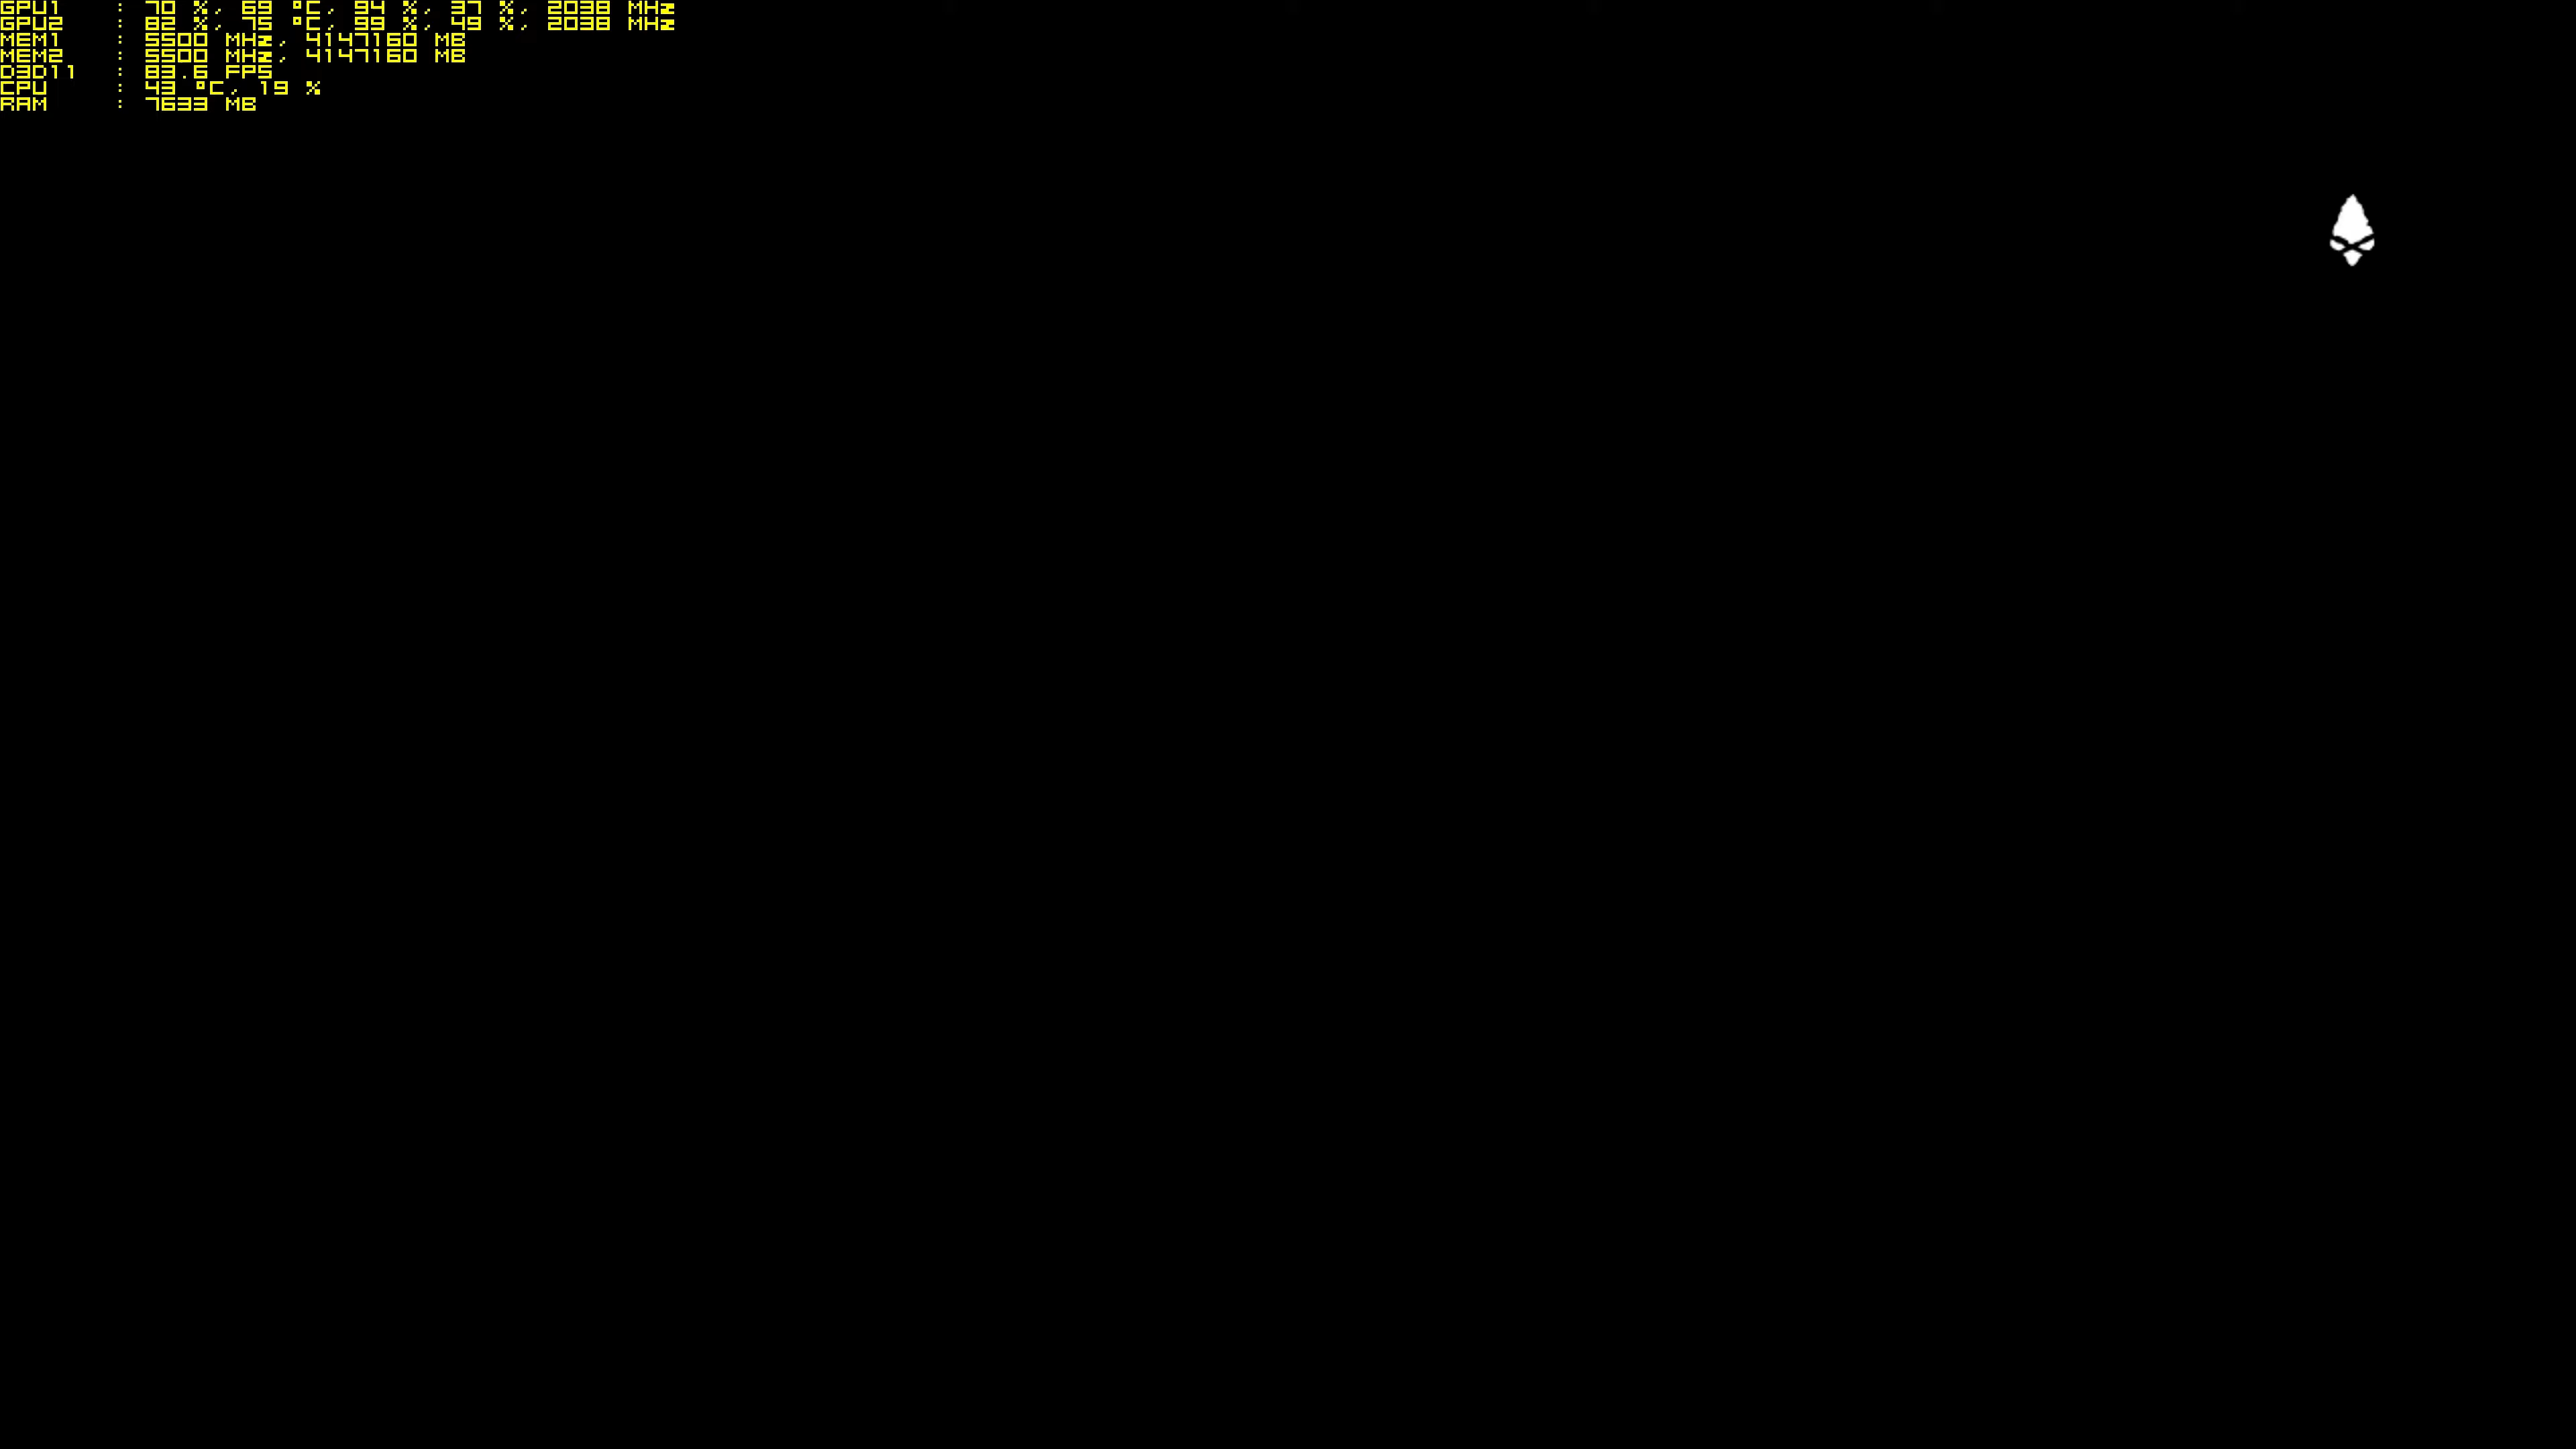 GPU1 : 70 %, 69 °C, 94 %, 37 %, 2038 MHz
GPU2 : 82 %, 75 °C, 99 %, 49 %, 2038 MHz
MEM1 : 5500 MHz, 4147160 MB
MEM2 : 5500 MHz, 4147160 MB
D3D11 : 83.6 FPS
CPU : 43 °C, 19 %
RAM : 7633 MB